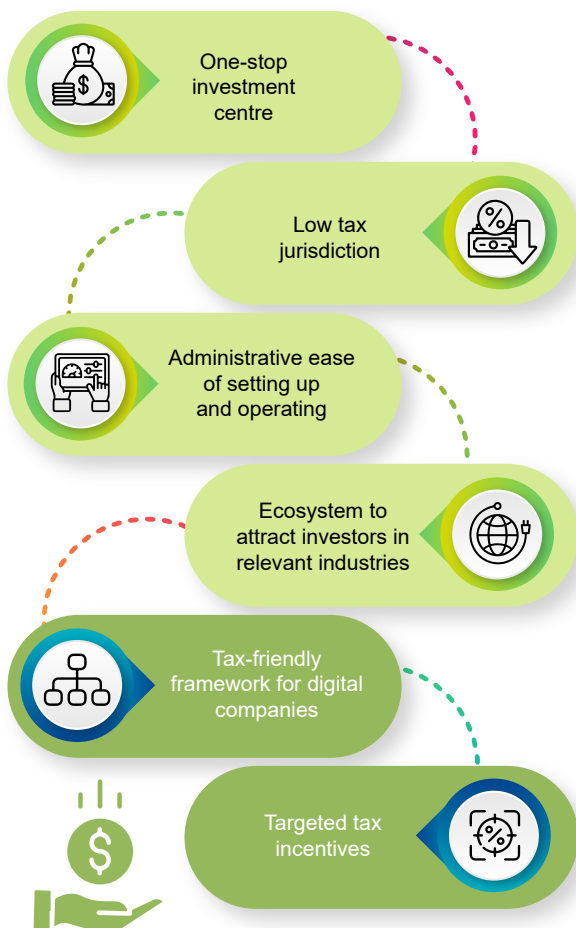 One-stop
investment
centre
Low tax
jurisdiction
Administrative ease
of setting up
and operating
Ecosystem to
attract investors in
relevant industries
Tax-friendly
framework for digital
companies
Targeted tax
incentives